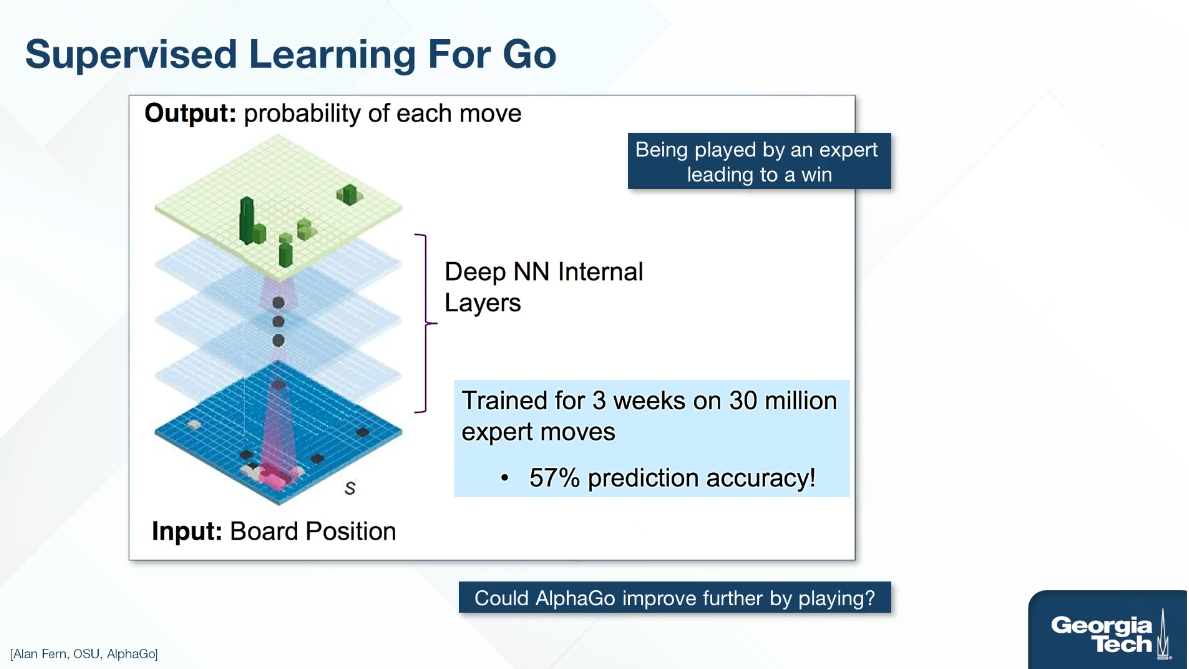 Supervised Learning For Go
Output: probability of each move
Being played by an expert
leading to a win
Deep NN Internal
Layers
Trained for 3 weeks on 30 million
expert moves
• 57% prediction accuracy!
s
Input: Board Position
Could AlphaGo improve further by playing?
Georgia
Tech
[Alan Fern, OSU, AlphaGo]